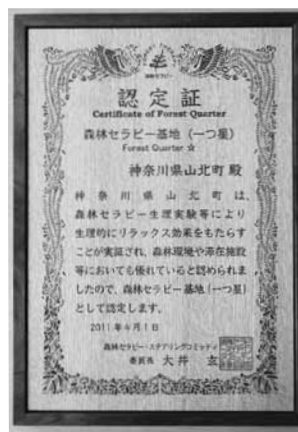 森林セラピー
認定証
Certificate of Forest Quarter
森林セラピー基地（一つ星）
Forest Quarter ☆
神奈川県山北町 殿
神奈川県山北町は、
森林セラピー生理実験等により
生理的にリラックス効果をもたらす
ことが実証され、森林環境や滞在施設
等においても優れていると認められま
したので、森林セラピー基地（一つ星）
として認定します。
2011年4月1日
森林セラピー・ステアリングコミッティ
委員長 大井 玄